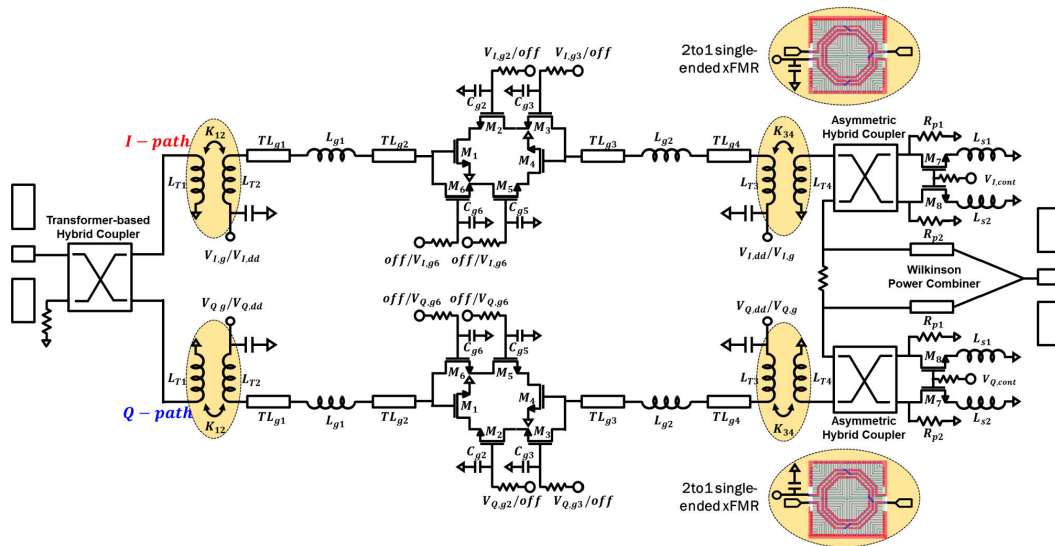 V_{I,g2}/off
V_{I,g3}/off
2to1 single-
ended xFMR
C_{g2}
C_{g3}
M_2
M_3
I-path
K_{12}
TL_{g1}
L_{g1}
TL_{g2}
M_1
M_4
TL_{g3}
L_{g2}
TL_{g4}
K_{34}
Asymmetric
Hybrid Coupler
R_{p1}
L_{s1}
M_7
L_{T1}
L_{T2}
M_6
M_5
L_{T3}
L_{T4}
V_{I,cont}
M_8
L_{s2}
C_{g6}
C_{g5}
R_{p2}
Transformer-based
Hybrid Coupler
V_{I,g}/V_{I,dd}
off/V_{I,g6}
off/V_{I,g6}
V_{I,dd}/V_{I,g}
Wilkinson
Power Combiner
V_{Q,g}/V_{Q,dd}
off/V_{Q,g6}
off/V_{Q,g6}
V_{Q,dd}/V_{Q,g}
R_{p1}
L_{s1}
C_{g6}
C_{g5}
M_8
L_{T1}
L_{T2}
M_6
M_5
L_{T3}
L_{T4}
V_{Q,cont}
M_1
M_4
M_7
Q-path
K_{12}
TL_{g1}
L_{g1}
TL_{g2}
M_2
M_3
TL_{g3}
L_{g2}
TL_{g4}
K_{34}
Asymmetric
Hybrid Coupler
R_{p2}
L_{s2}
C_{g2}
C_{g3}
V_{Q,g2}/off
V_{Q,g3}/off
2to1 single-
ended xFMR